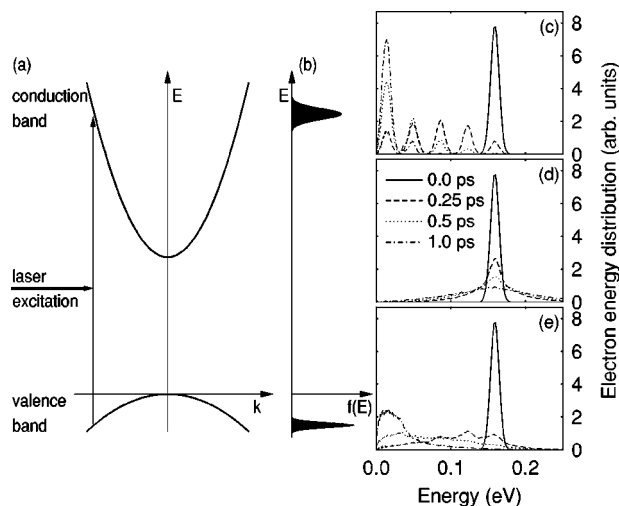 (a)
conduction
band
E
laser
excitation
valence
band
k
(b)
E
f(E)
(c)
8
6
4
2
0
(d)
0.0 ps
0.25 ps
0.5 ps
1.0 ps
8
6
4
2
0
(e)
8
6
4
2
0
0.0
0.1
0.2
Energy (eV)
Electron energy distribution (arb. units)